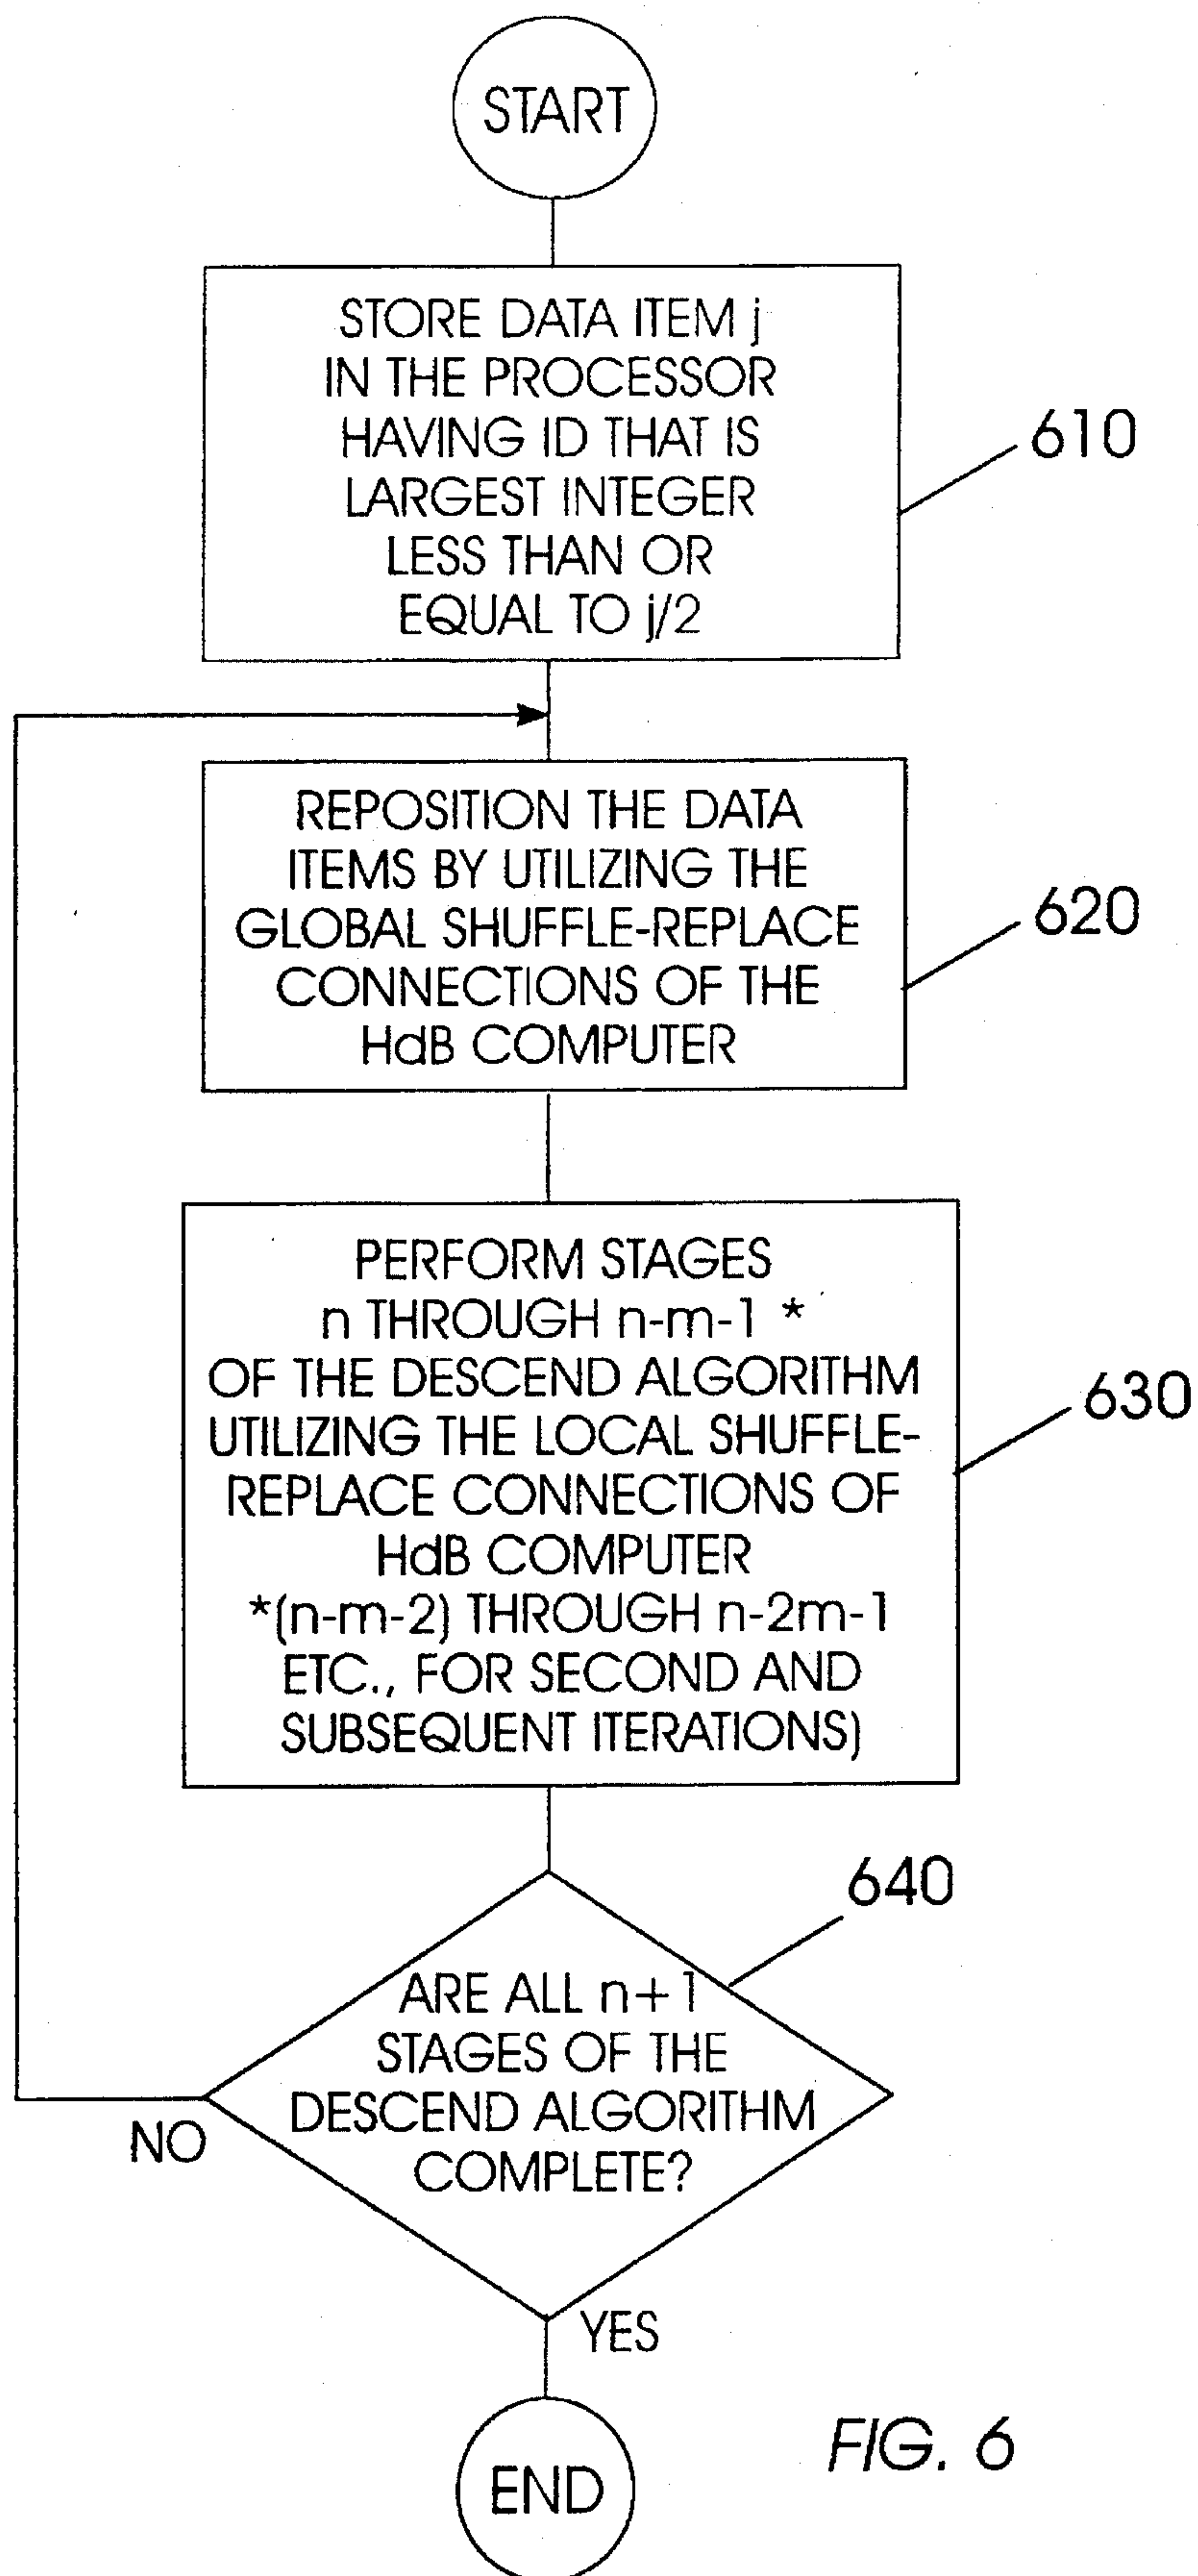 START
STORE DATA ITEM j
IN THE PROCESSOR
HAVING ID THAT IS
LARGEST INTEGER
LESS THAN OR
EQUAL TO j/2
610
REPOSITION THE DATA
ITEMS BY UTILIZING THE
GLOBAL SHUFFLE-REPLACE
CONNECTIONS OF THE
HdB COMPUTER
620
PERFORM STAGES
n THROUGH n-m-1 *
OF THE DESCEND ALGORITHM
UTILIZING THE LOCAL SHUFFLE-
REPLACE CONNECTIONS OF
HdB COMPUTER
*(n-m-2) THROUGH n-2m-1
ETC., FOR SECOND AND
SUBSEQUENT ITERATIONS)
630
640
ARE ALL n+1
STAGES OF THE
DESCEND ALGORITHM
COMPLETE?
NO
YES
END
FIG. 6